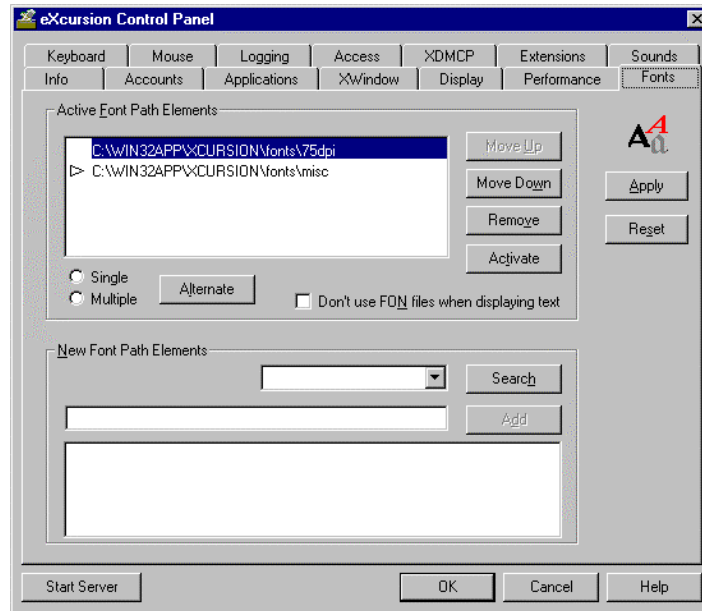 eXcursion Control Panel
Keyboard Mouse Logging Access XDMCP Extensions Sounds
Info Accounts Applications XWindow Display Performance Fonts
Active Font Path Elements
C:\WIN32APP\XCURSION\fonts\75dpi
C:\WIN32APP\XCURSION\fonts\misc
Move Up
Move Down
Remove
Activate
Apply
Reset
Single
Multiple
Alternate
Don't use FON files when displaying text
New Font Path Elements
Search
Add
Start Server
OK
Cancel
Help